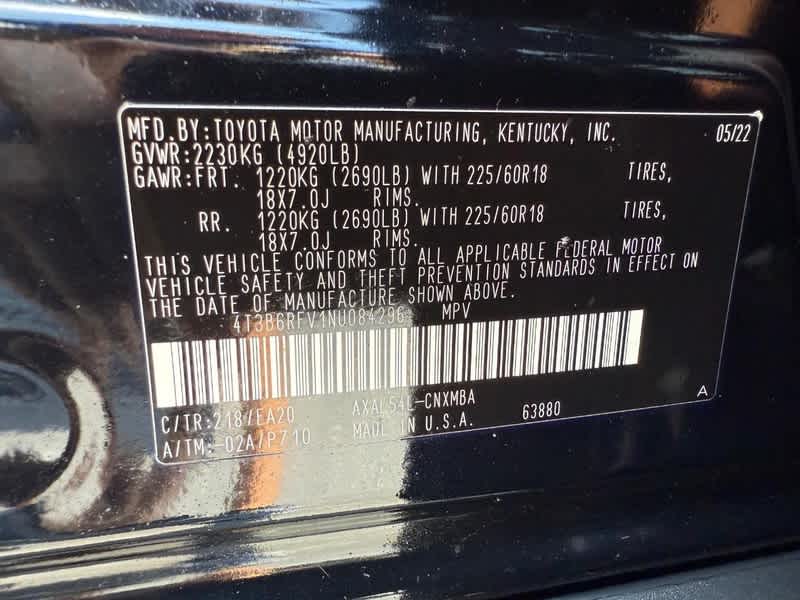 MFD.BY:TOYOTA MOTOR MANUFACTURING, KENTUCKY, INC. 05/22
GVWR:2230KG (4920LB)
GAWR:FRT. 1220KG (2690LB) WITH 225/60R18 TIRES,
18X7.0J RIMS.
RR. 1220KG (2690LB) WITH 225/60R18 TIRES,
18X7.0J RIMS.
THIS VEHICLE CONFORMS TO ALL APPLICABLE FEDERAL MOTOR
VEHICLE SAFETY AND THEFT PREVENTION STANDARDS IN EFFECT ON
THE DATE OF MANUFACTURE SHOWN ABOVE.
4T3B6RFV1NU084296 MPV
C/TR:218/EA20 AXAL54L-CNXMBA 63880 A
A/TM:-02A/P710 MADE IN U.S.A.